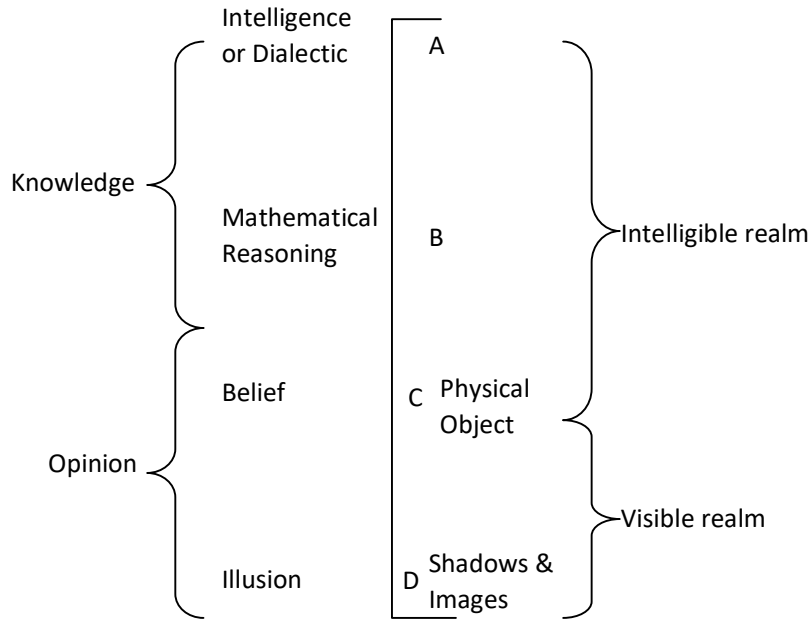 Intelligence
or Dialectic
A
Knowledge
Mathematical
Reasoning
B
Intelligible realm
Belief
C Physical
Object
Opinion
Visible realm
Illusion
D Shadows &
Images